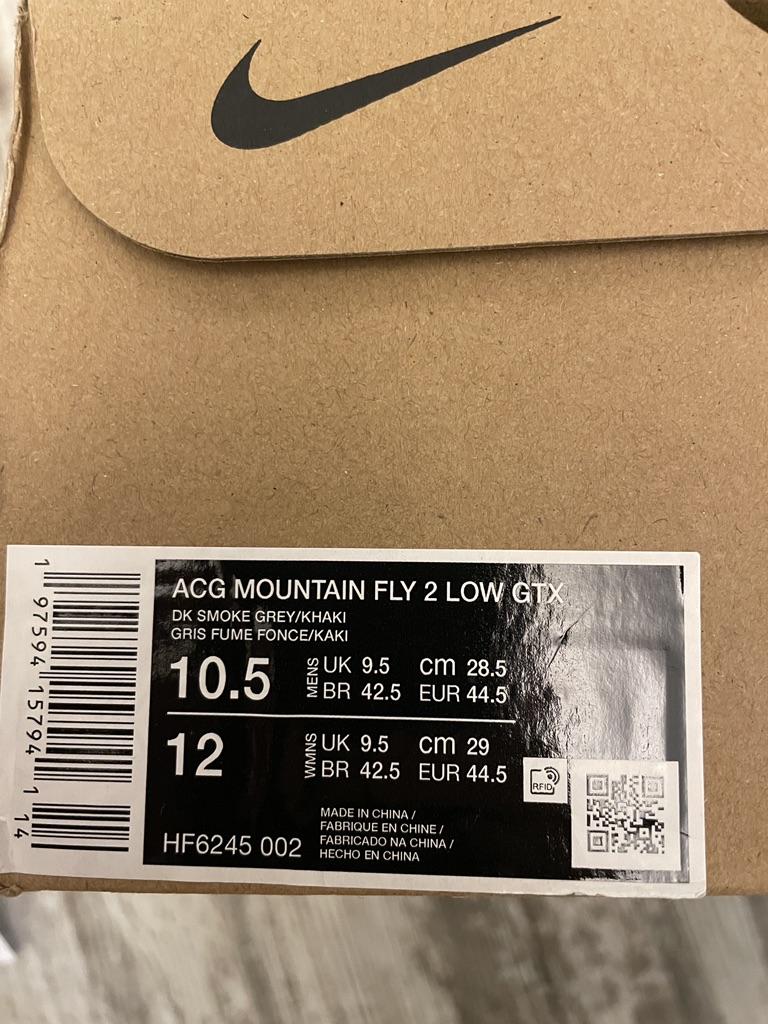 ACG MOUNTAIN FLY 2 LOW GTX
DK SMOKE GREY/KHAKI
GRIS FUME FONCE/KAKI
10.5 MENS UK 9.5 cm 28.5
BR 42.5 EUR 44.5
12 WMNS UK 9.5 cm 29
BR 42.5 EUR 44.5
RFID
HF6245 002
MADE IN CHINA /
FABRIQUE EN CHINE /
FABRICADO NA CHINA /
HECHO EN CHINA
1 97594 15794 1 14